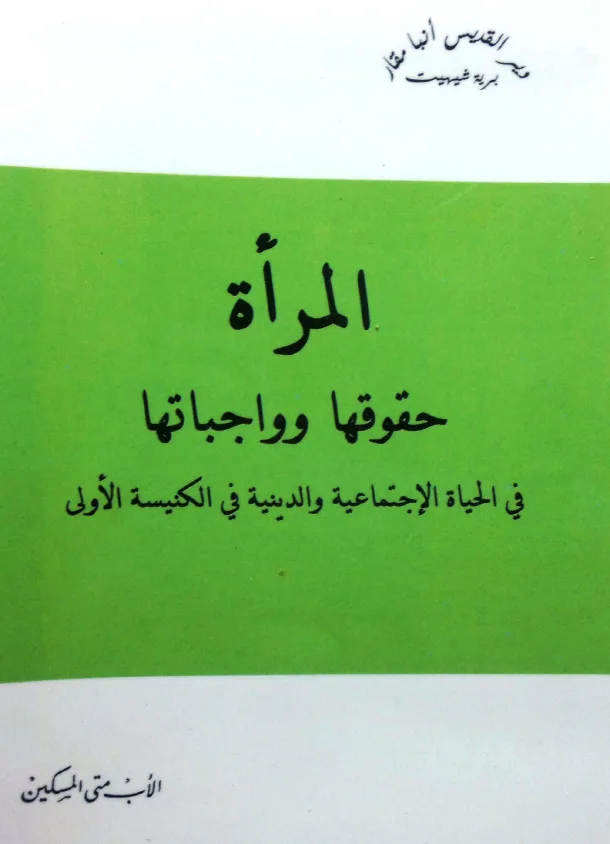 دير القديس أنبا مقار
برية شيهيت
المرأة
حقوقها وواجباتها
في الحياة الإجتماعية والدينية في الكنيسة الأولى
الأب متى المسكين